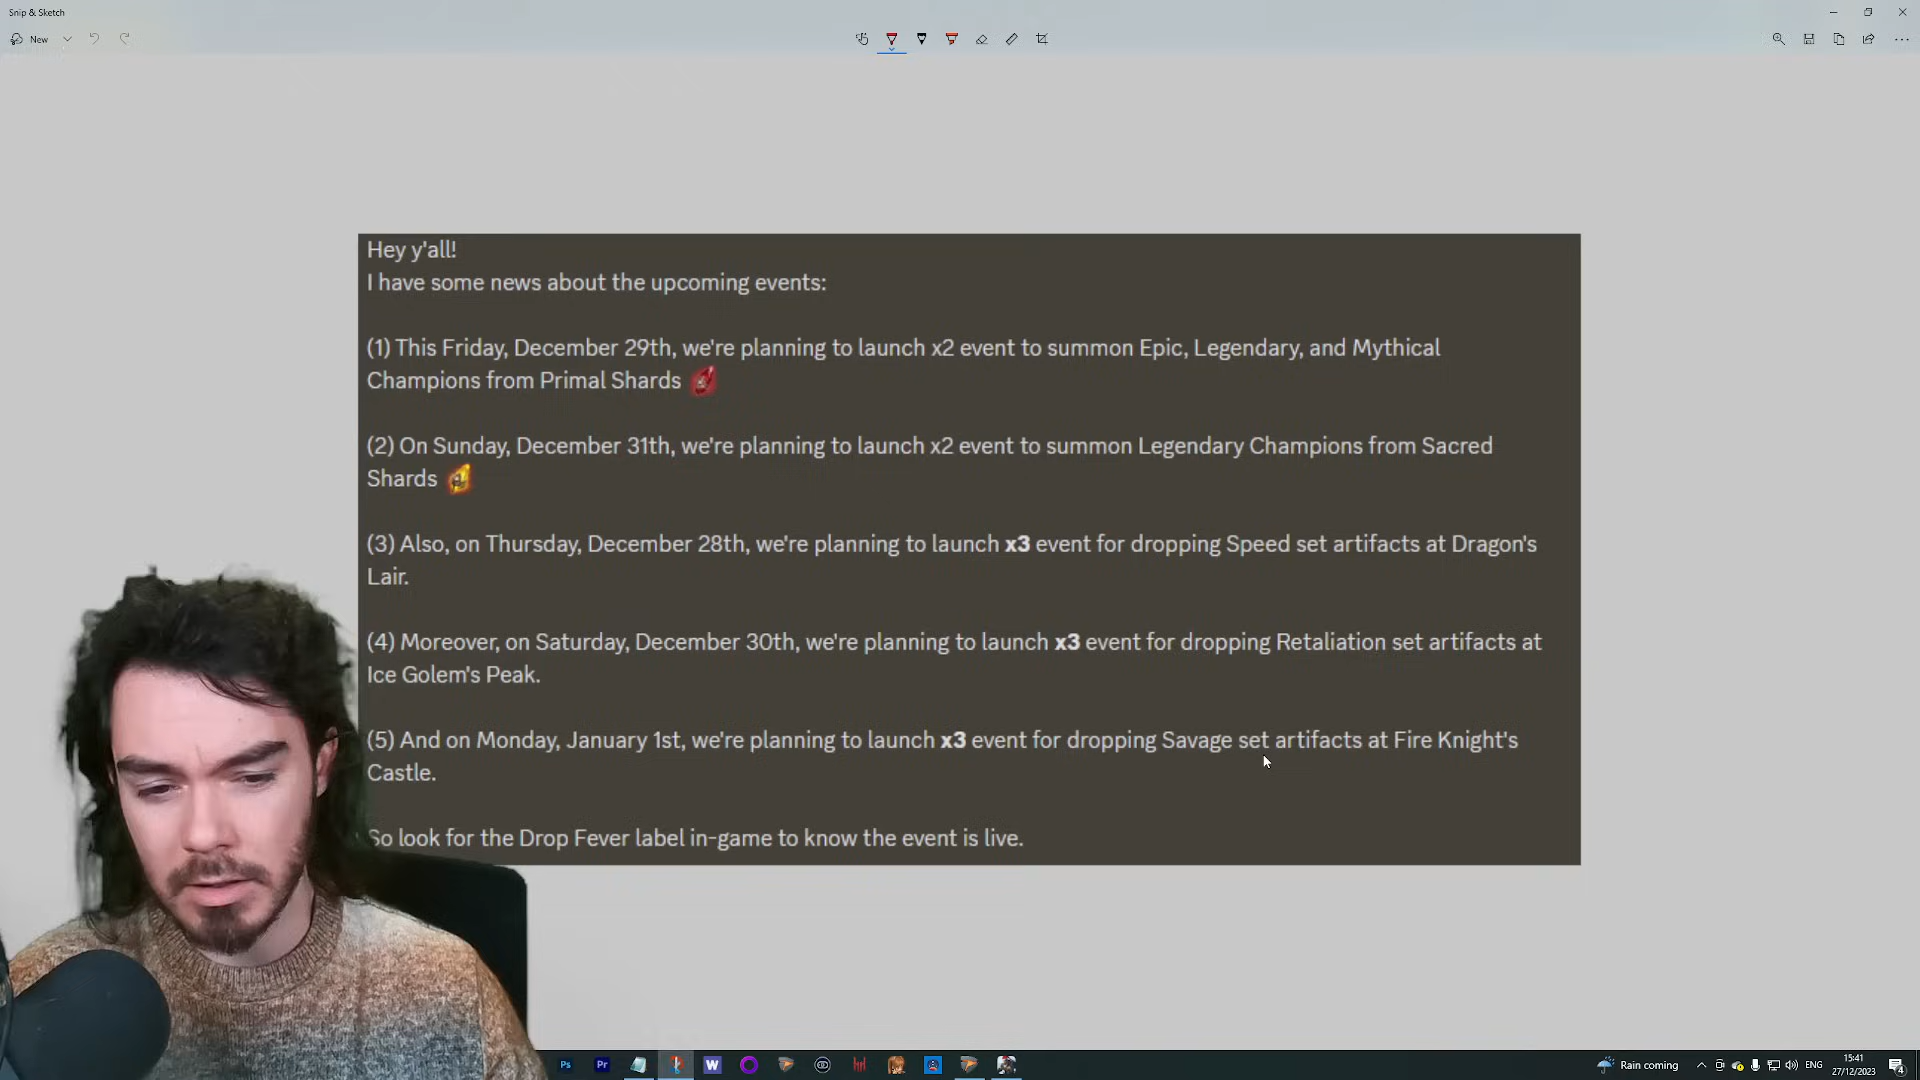 Snip & Sketch
New
Hey y'all!
I have some news about the upcoming events:
(1) This Friday, December 29th, we're planning to launch x2 event to summon Epic, Legendary, and Mythical
Champions from Primal Shards
(2) On Sunday, December 31th, we're planning to launch x2 event to summon Legendary Champions from Sacred
Shards
(3) Also, on Thursday, December 28th, we're planning to launch x3 event for dropping Speed set artifacts at Dragon's
Lair.
(4) Moreover, on Saturday, December 30th, we're planning to launch x3 event for dropping Retaliation set artifacts at
Ice Golem's Peak.
(5) And on Monday, January 1st, we're planning to launch x3 event for dropping Savage set artifacts at Fire Knight's
Castle.
So look for the Drop Fever label in-game to know the event is live.
Ps
Pr
W
Rain coming
ENG
15:41
27/12/2023
4